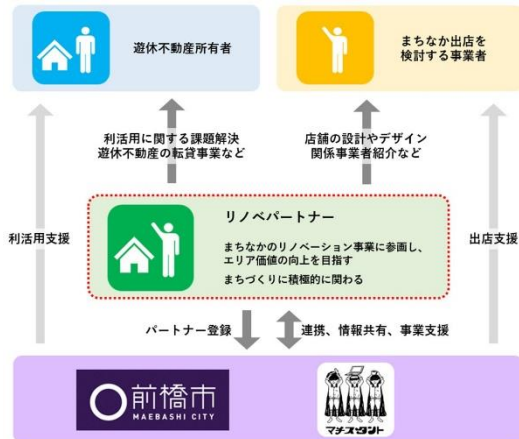 遊休不動産所有者
まちなか出店を
検討する事業者
利活用に関する課題解決
遊休不動産の転貸事業など
店舗の設計やデザイン
関係事業者紹介など
利活用支援
リノベパートナー
まちなかのリノベーション事業に参画し、
エリア価値の向上を目指す
まちづくりに積極的に関わる
出店支援
パートナー登録
連携、情報共有、事業支援
前橋市
MAEBASHI CITY
マチスタント